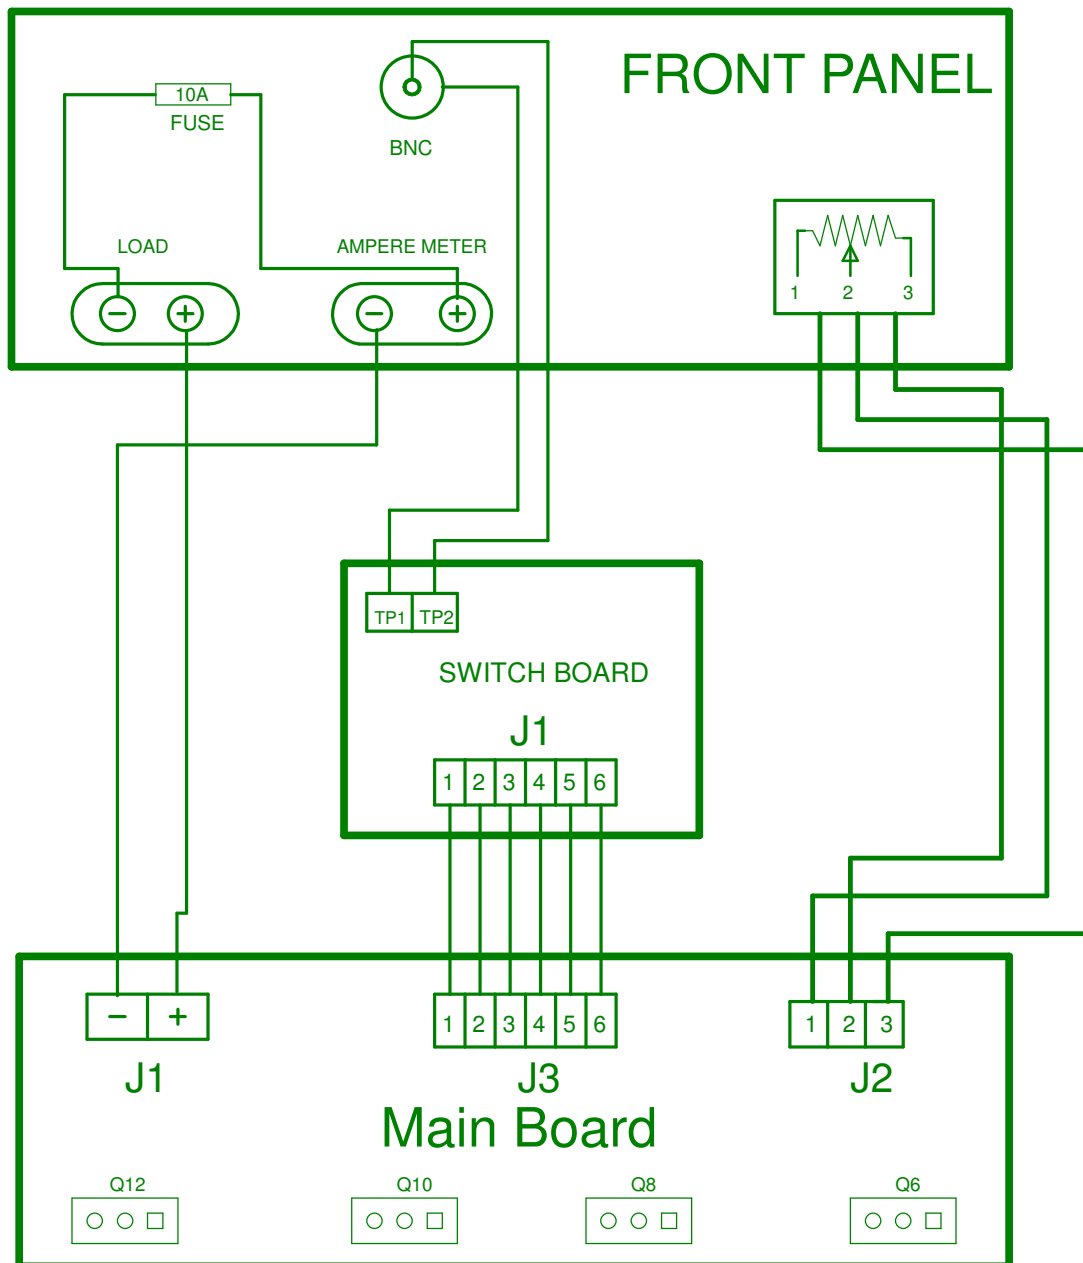 FRONT PANEL
10A
FUSE
BNC
LOAD
AMPERE METER
1 2 3
− +
− +
TP1 TP2
SWITCH BOARD
J1
1 2 3 4 5 6
− +
1 2 3 4 5 6
1 2 3
J1
J3
J2
Main Board
Q12
Q10
Q8
Q6